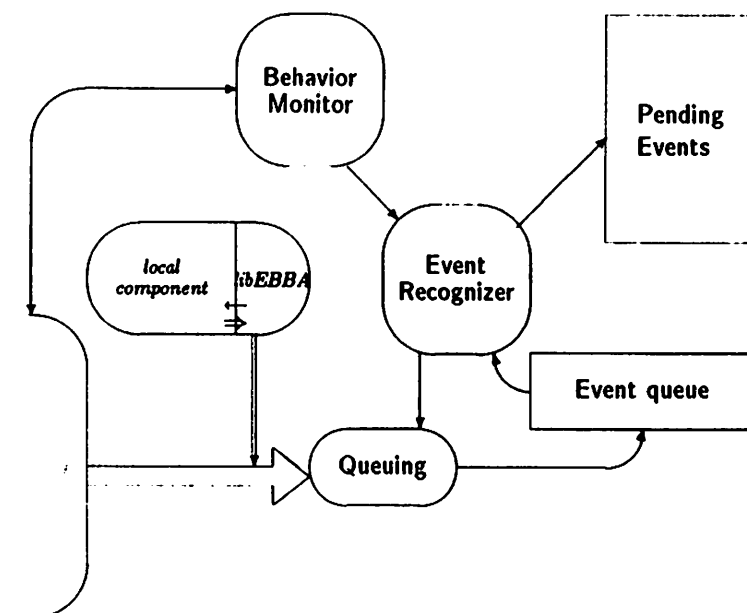 Behavior
Monitor
Pending
Events
local
component
libEBBA
Event
Recognizer
Event queue
Queuing